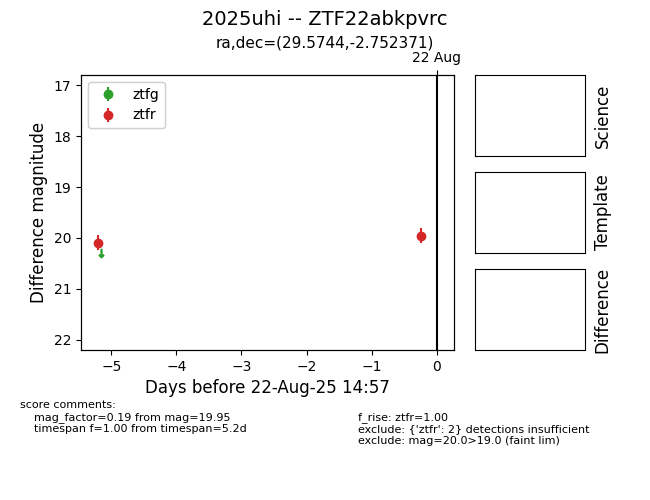 2025uhi -- ZTF22abkpvrc
ra,dec=(29.5744,-2.752371)
22 Aug
ztfg
ztfr
17
18
19
20
21
22
Difference magnitude
−5
−4
−3
−2
−1
0
Days before 22-Aug-25 14:57
Science
Template
Difference
score comments:
mag_factor=0.19 from mag=19.95
timespan f=1.00 from timespan=5.2d
f_rise: ztfr=1.00
exclude: {'ztfr': 2} detections insufficient
exclude: mag=20.0>19.0 (faint lim)